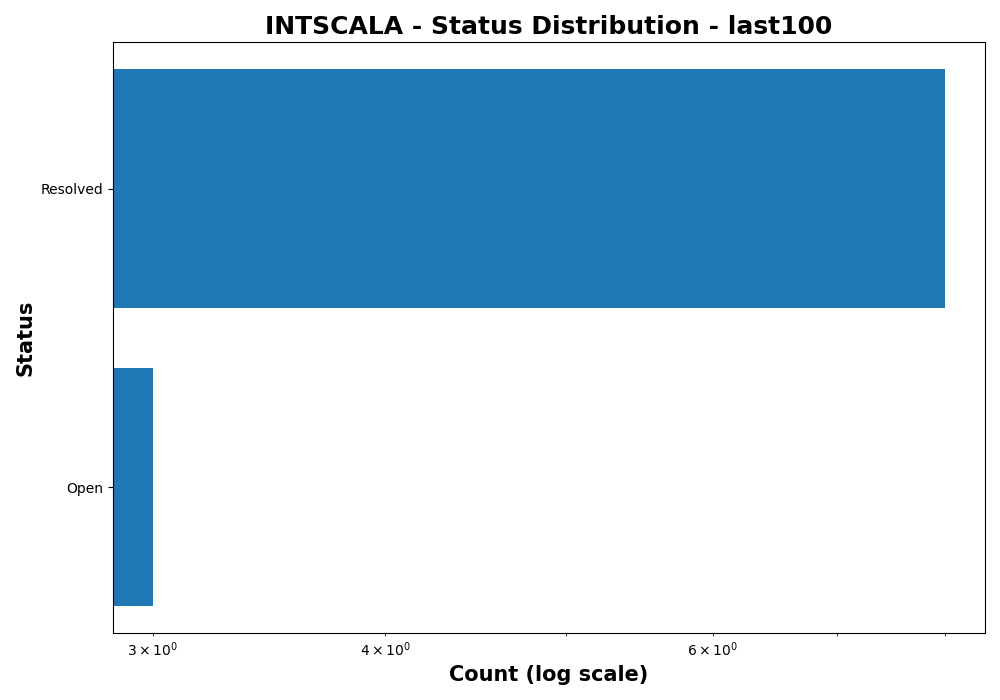 INTSCALA - Status Distribution - last100
Status
Resolved
Open
3 × 10⁰
4 × 10⁰
6 × 10⁰
Count (log scale)